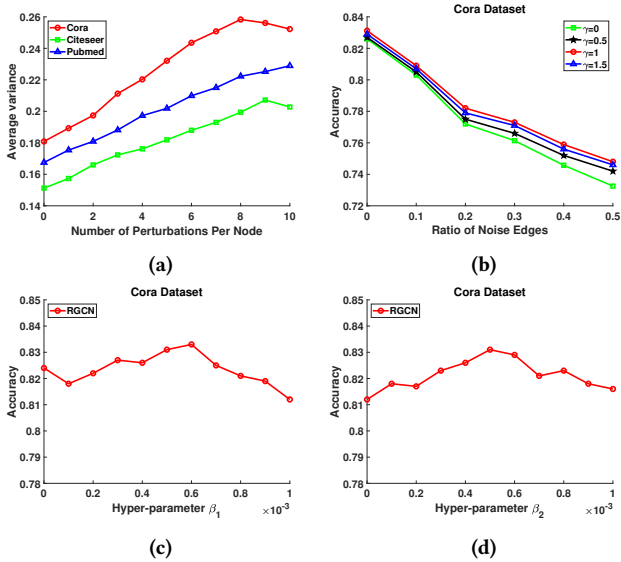 0.26
0.24
0.22
0.2
0.18
0.16
0.14
Average variance
Cora
Citeseer
Pubmed
0 2 4 6 8 10
Number of Perturbations Per Node
(a)
Cora Dataset
0.84
0.82
0.8
0.78
0.76
0.74
0.72
Accuracy
γ=0
γ=0.5
γ=1
γ=1.5
0 0.1 0.2 0.3 0.4 0.5
Ratio of Noise Edges
(b)
Cora Dataset
0.85
0.84
0.83
0.82
0.81
0.8
0.79
0.78
Accuracy
RGCN
0 0.2 0.4 0.6 0.8 1
Hyper-parameter β1 ×10-3
(c)
Cora Dataset
0.85
0.84
0.83
0.82
0.81
0.8
0.79
0.78
Accuracy
RGCN
0 0.2 0.4 0.6 0.8 1
Hyper-parameter β2 ×10-3
(d)